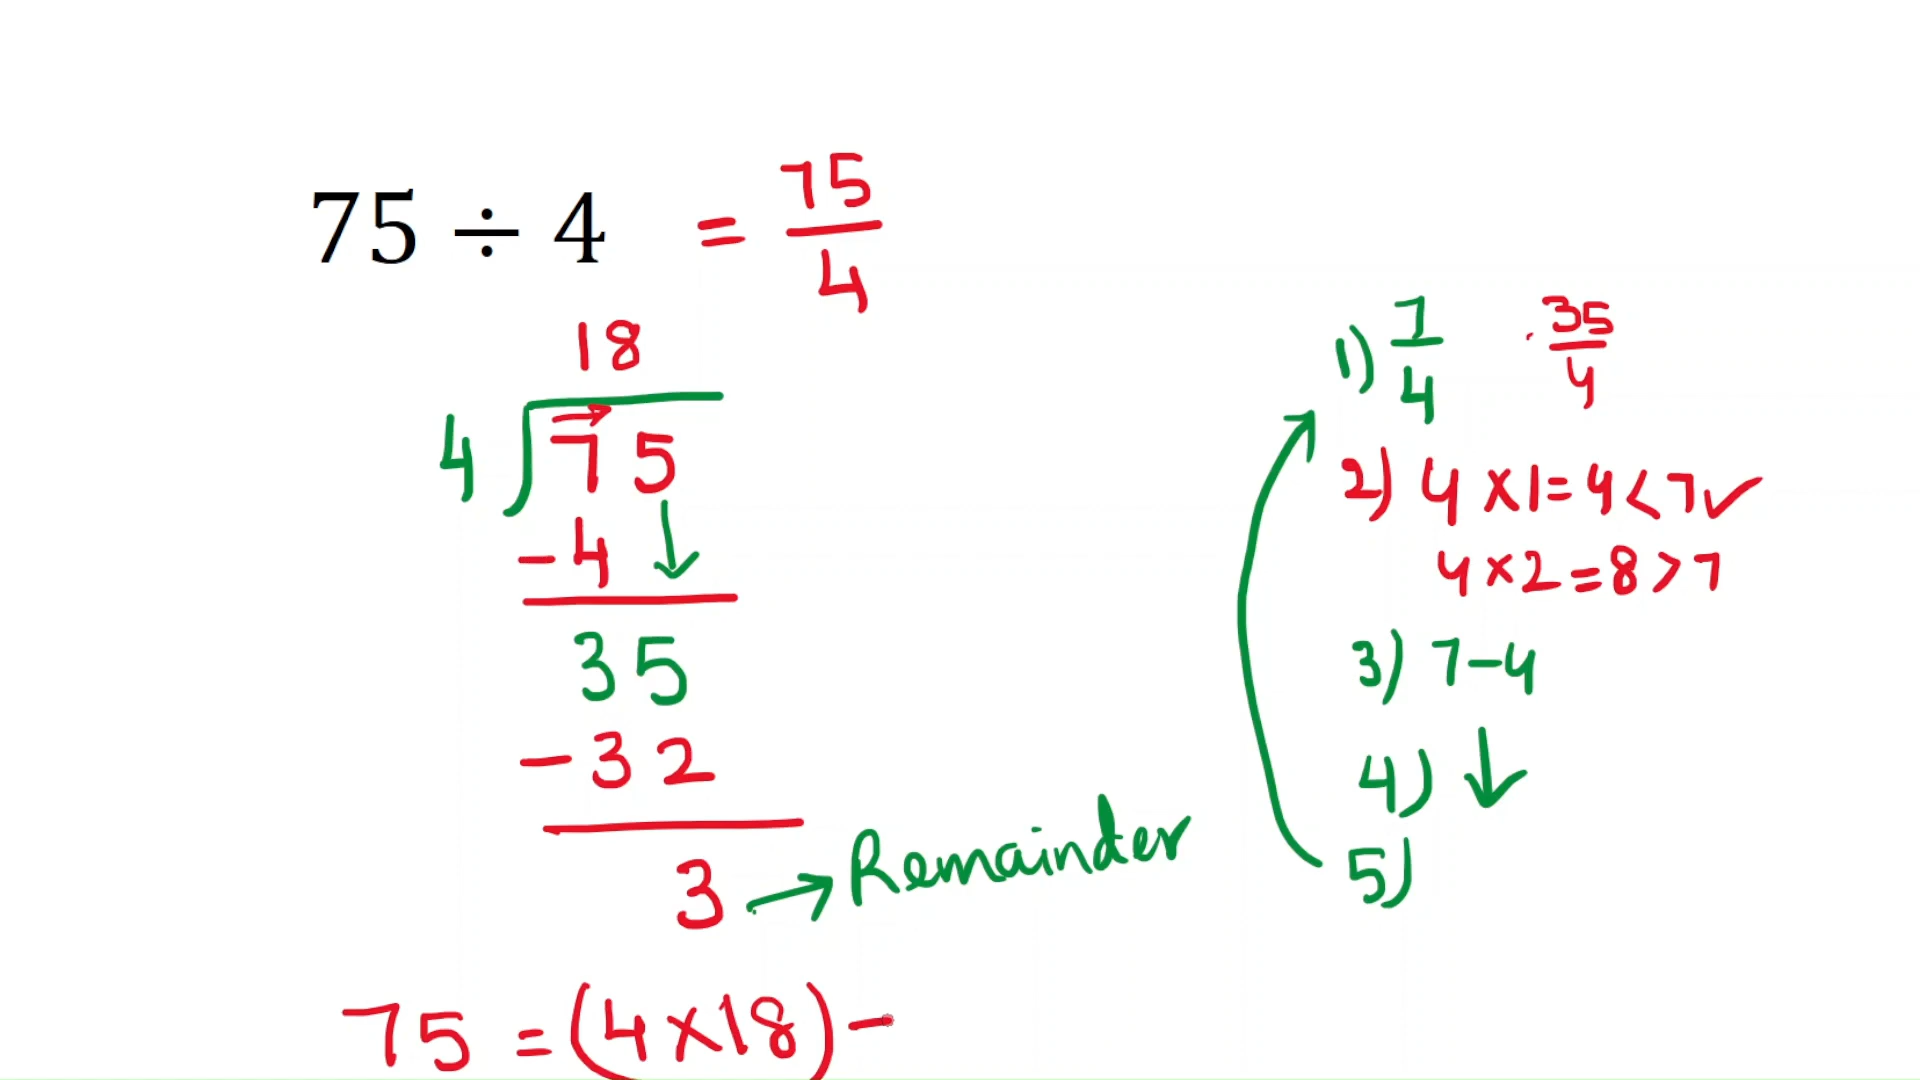 75 ÷ 4 = 75/4
18
4 ) 75
- 4
35
- 32
3 → Remainder
75 = (4 × 18) –
1) 7/4 35/4
2) 4 × 1 = 4 < 7 ✓
4 × 2 = 8 > 7
3) 7 – 4
4) ↓
5)